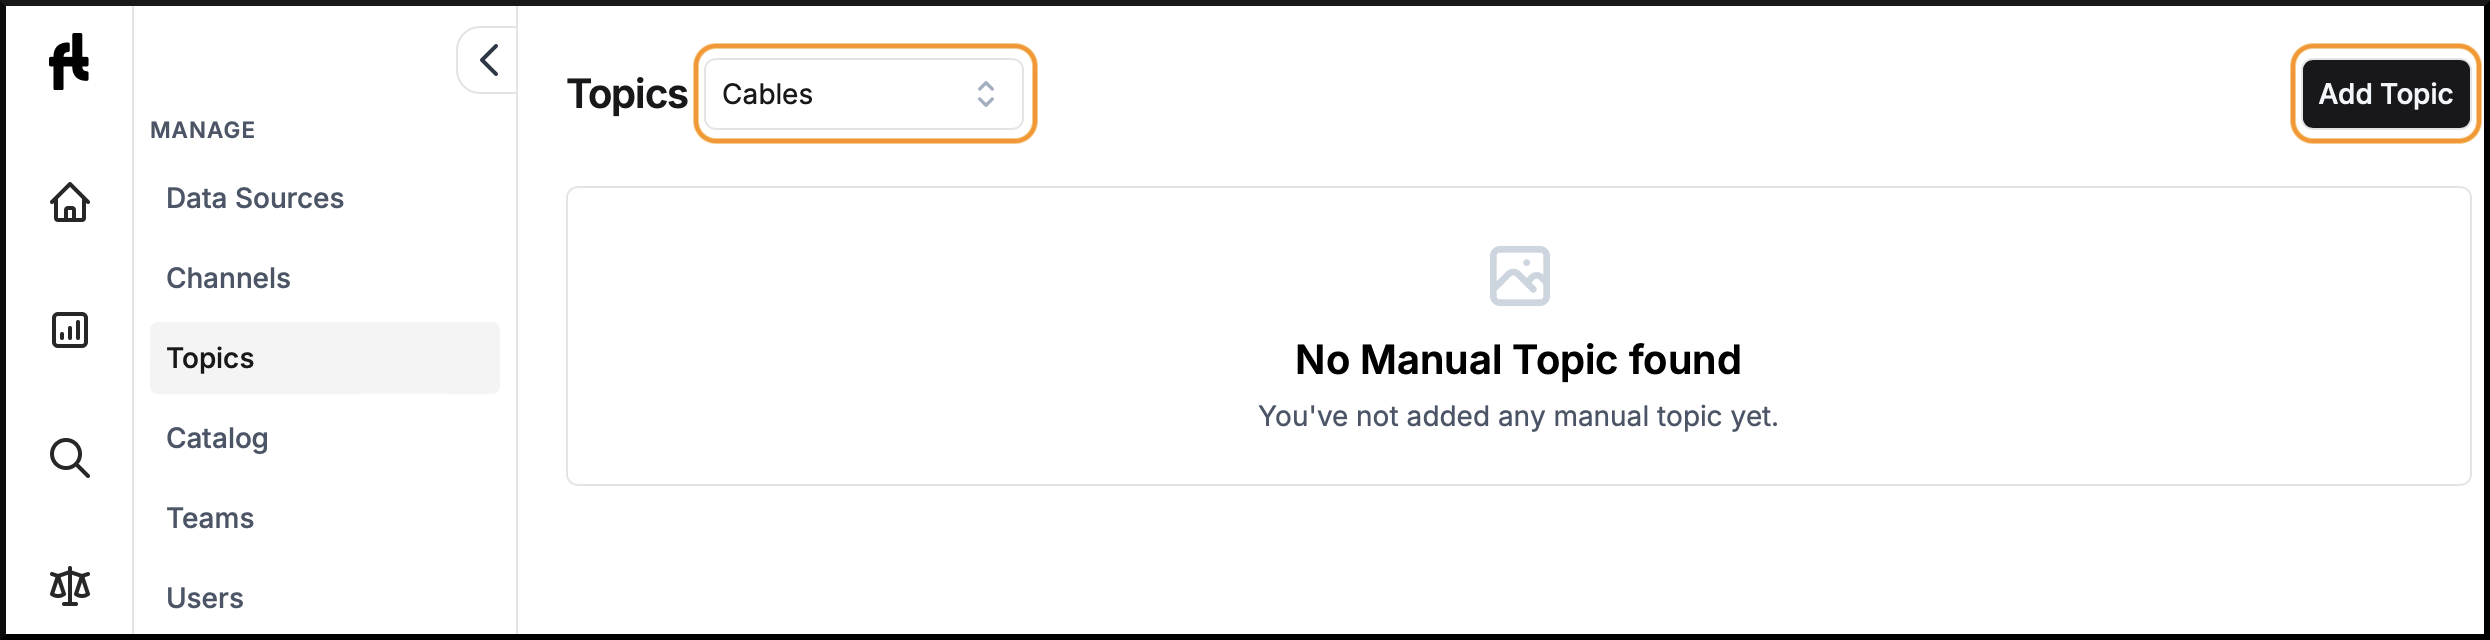 ft
MANAGE
Data Sources
Channels
Topics
Catalog
Teams
Users
Topics
Cables
Add Topic
No Manual Topic found
You've not added any manual topic yet.